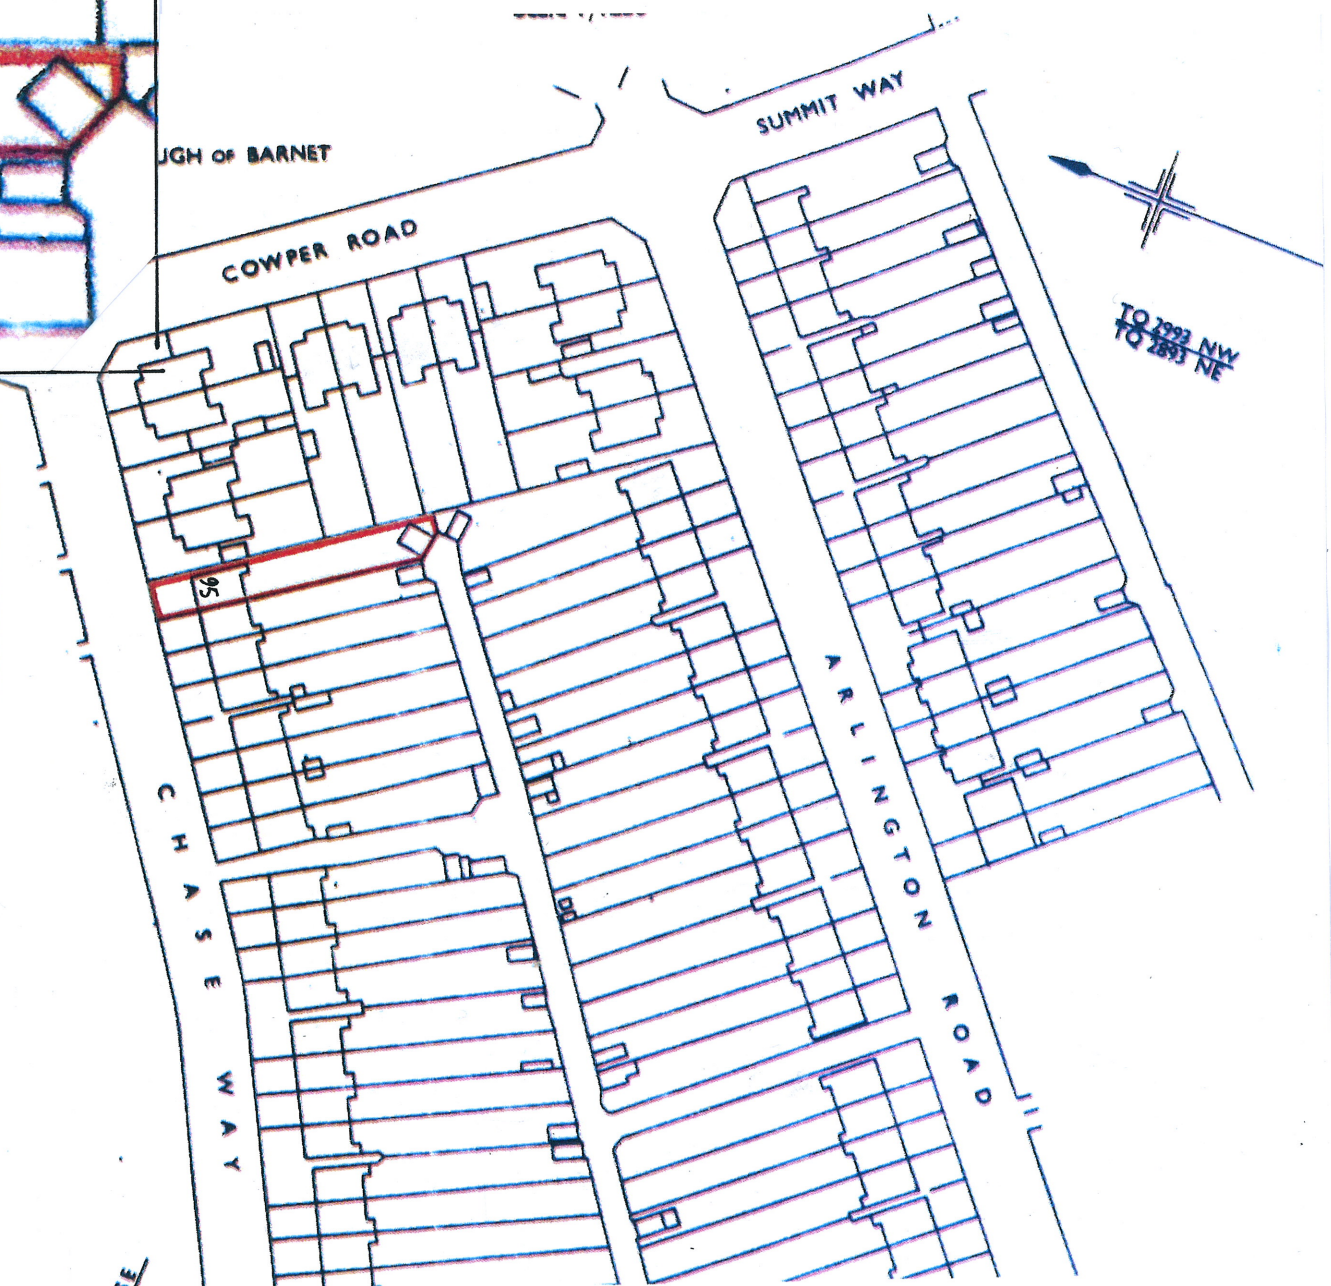 SUMMIT WAY
UGH OF BARNET
COWPER ROAD
TQ 2993 NW
TQ 2893 NE
95
ARLINGTON ROAD
CHASE WAY